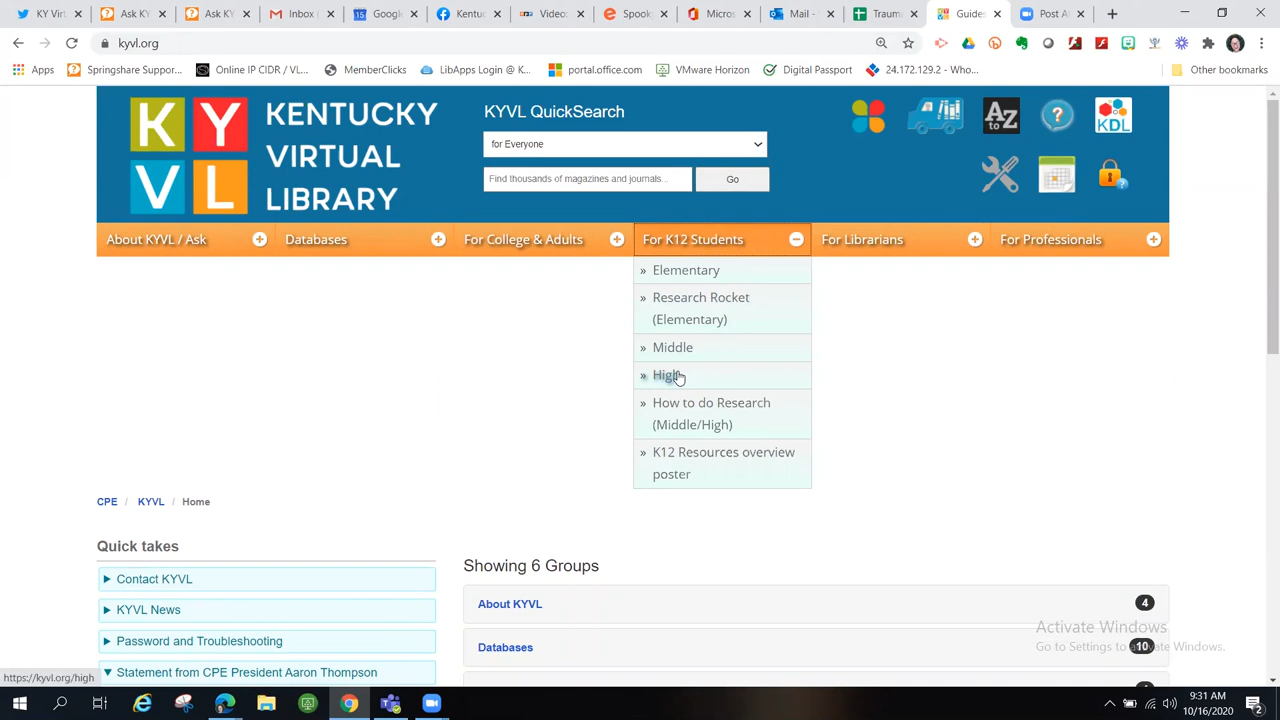 KY Virt
Ask KY
Ask KY
Inbox
Google
Kentuc
Video:
Spook
Micros
Mail -
Traum
Guides
Post A
kyvl.org
Apps
Springshare Suppor...
Online IP CIDR / VL...
MemberClicks
LibApps Login @ K...
portal.office.com
VMware Horizon
Digital Passport
24.172.129.2 - Who...
Other bookmarks
KY
VL
KENTUCKY
VIRTUAL
LIBRARY
KYVL QuickSearch
for Everyone
Find thousands of magazines and journals...
Go
A Z
to
KDL
About KYVL / Ask
Databases
For College & Adults
For K12 Students
For Librarians
For Professionals
» Elementary
» Research Rocket
(Elementary)
» Middle
» High
» How to do Research
(Middle/High)
» K12 Resources overview
poster
CPE / KYVL / Home
Quick takes
Contact KYVL
KYVL News
Password and Troubleshooting
Statement from CPE President Aaron Thompson
Showing 6 Groups
About KYVL
4
Databases
10
Activate Windows
Go to Settings to activate Windows.
https://kyvl.org/high
9:31 AM
10/16/2020
2